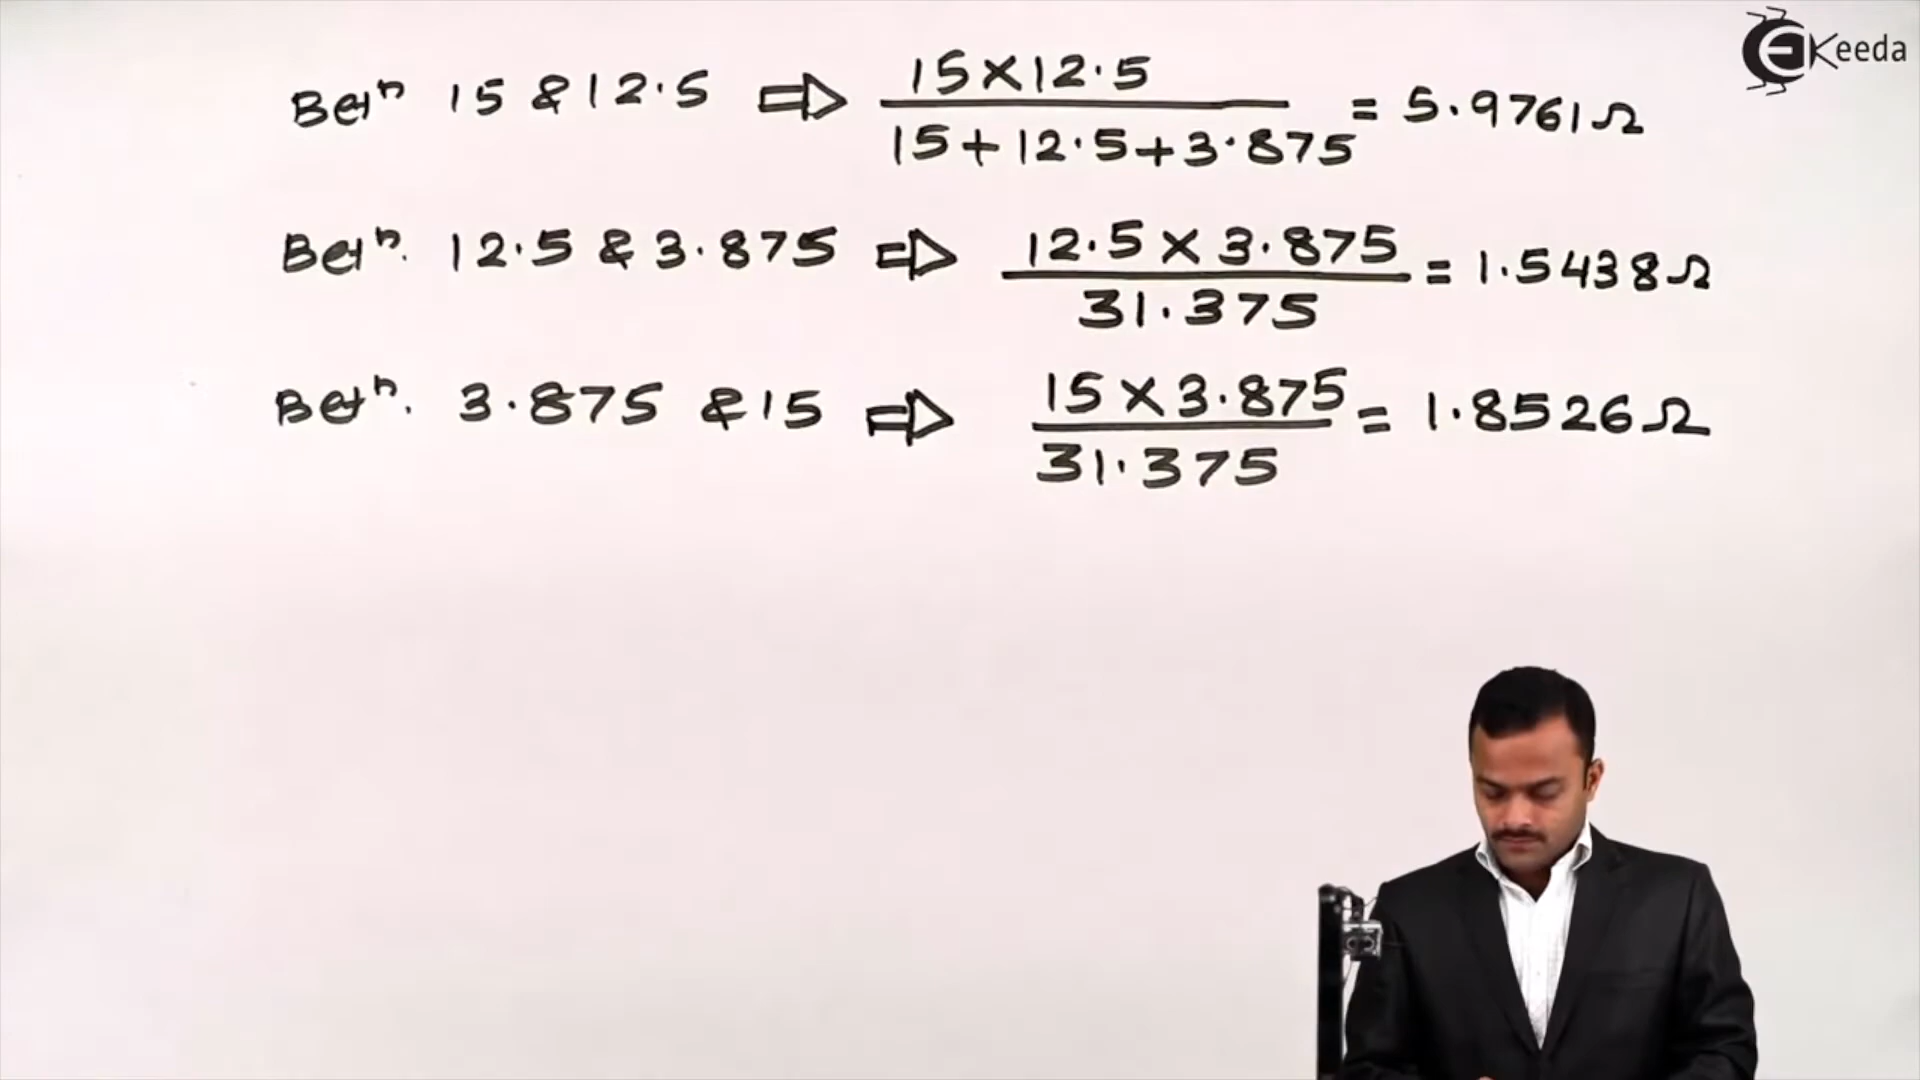 EKeeda
Betⁿ 15 & 12.5 ⇨ 15×12.5 / 15+12.5+3.875 = 5.9761Ω
Betⁿ. 12.5 & 3.875 ⇨ 12.5 × 3.875 / 31.375 = 1.5438Ω
Betⁿ. 3.875 & 15 ⇨ 15 × 3.875 / 31.375 = 1.8526Ω